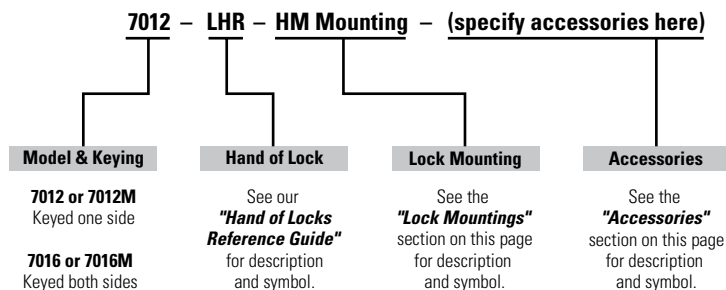 7012 – LHR – HM Mounting – (specify accessories here)
Model & Keying
7012 or 7012M
Keyed one side
7016 or 7016M
Keyed both sides
Hand of Lock
See our
"Hand of Locks
Reference Guide"
for description
and symbol.
Lock Mounting
See the
"Lock Mountings"
section on this page
for description
and symbol.
Accessories
See the
"Accessories"
section on this page
for description
and symbol.